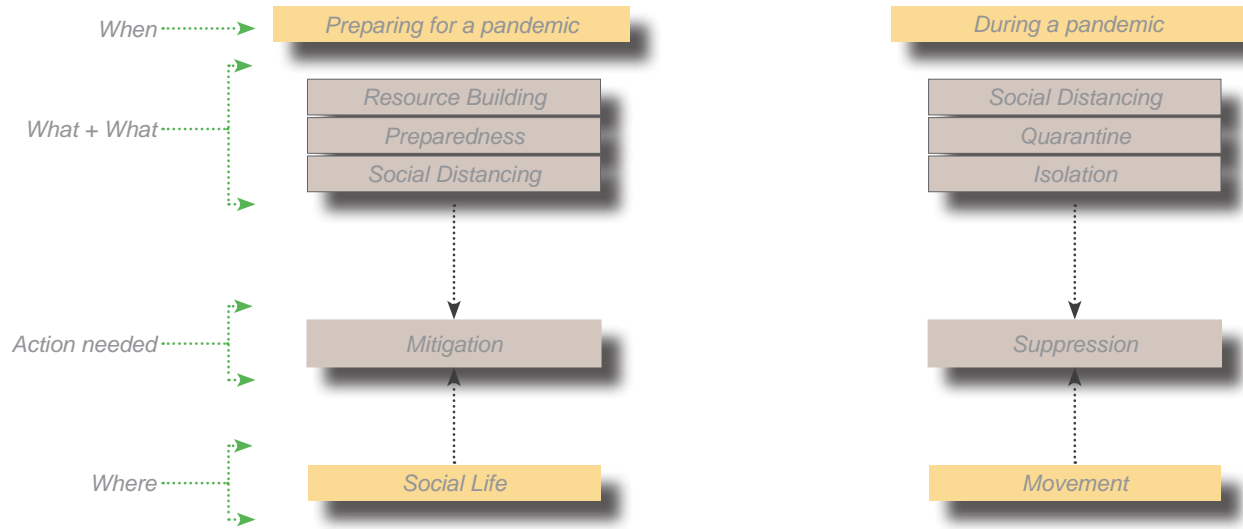 When
Preparing for a pandemic
During a pandemic
What + What
Resource Building
Preparedness
Social Distancing
Social Distancing
Quarantine
Isolation
Action needed
Mitigation
Suppression
Where
Social Life
Movement